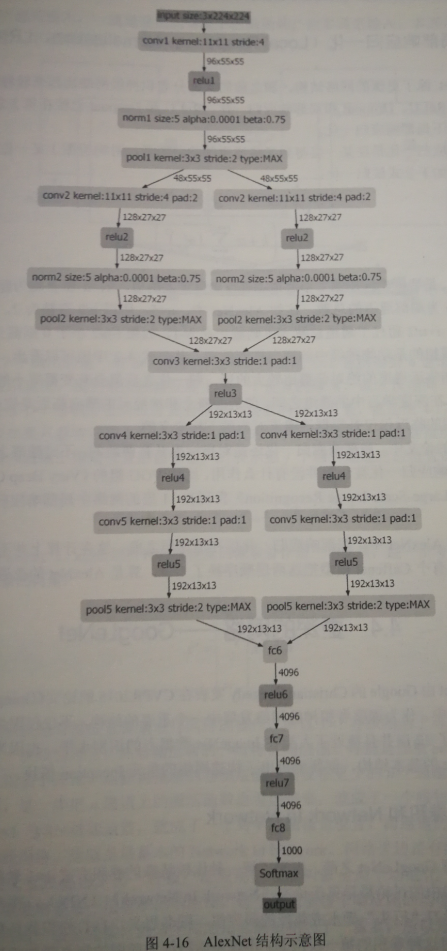 input size:3x224x224
conv1 kernel:11x11 stride:4
96x55x55
relu1
96x55x55
norm1 size:5 alpha:0.0001 beta:0.75
96x55x55
pool1 kernel:3x3 stride:2 type:MAX
48x55x55 48x55x55
conv2 kernel:11x11 stride:4 pad:2 conv2 kernel:11x11 stride:4 pad:2
128x27x27 128x27x27
relu2 relu2
128x27x27 128x27x27
norm2 size:5 alpha:0.0001 beta:0.75 norm2 size:5 alpha:0.0001 beta:0.75
128x27x27 128x27x27
pool2 kernel:3x3 stride:2 type:MAX pool2 kernel:3x3 stride:2 type:MAX
128x27x27 128x27x27
conv3 kernel:3x3 stride:1 pad:1
relu3
192x13x13 192x13x13
conv4 kernel:3x3 stride:1 pad:1 conv4 kernel:3x3 stride:1 pad:1
192x13x13 192x13x13
relu4 relu4
192x13x13 192x13x13
conv5 kernel:3x3 stride:1 pad:1 conv5 kernel:3x3 stride:1 pad:1
192x13x13 192x13x13
relu5 relu5
192x13x13 192x13x13
pool5 kernel:3x3 stride:2 type:MAX pool5 kernel:3x3 stride:2 type:MAX
192x13x13 192x13x13
fc6
4096
relu6
4096
fc7
4096
relu7
4096
fc8
1000
Softmax
output
图 4-16 AlexNet 结构示意图